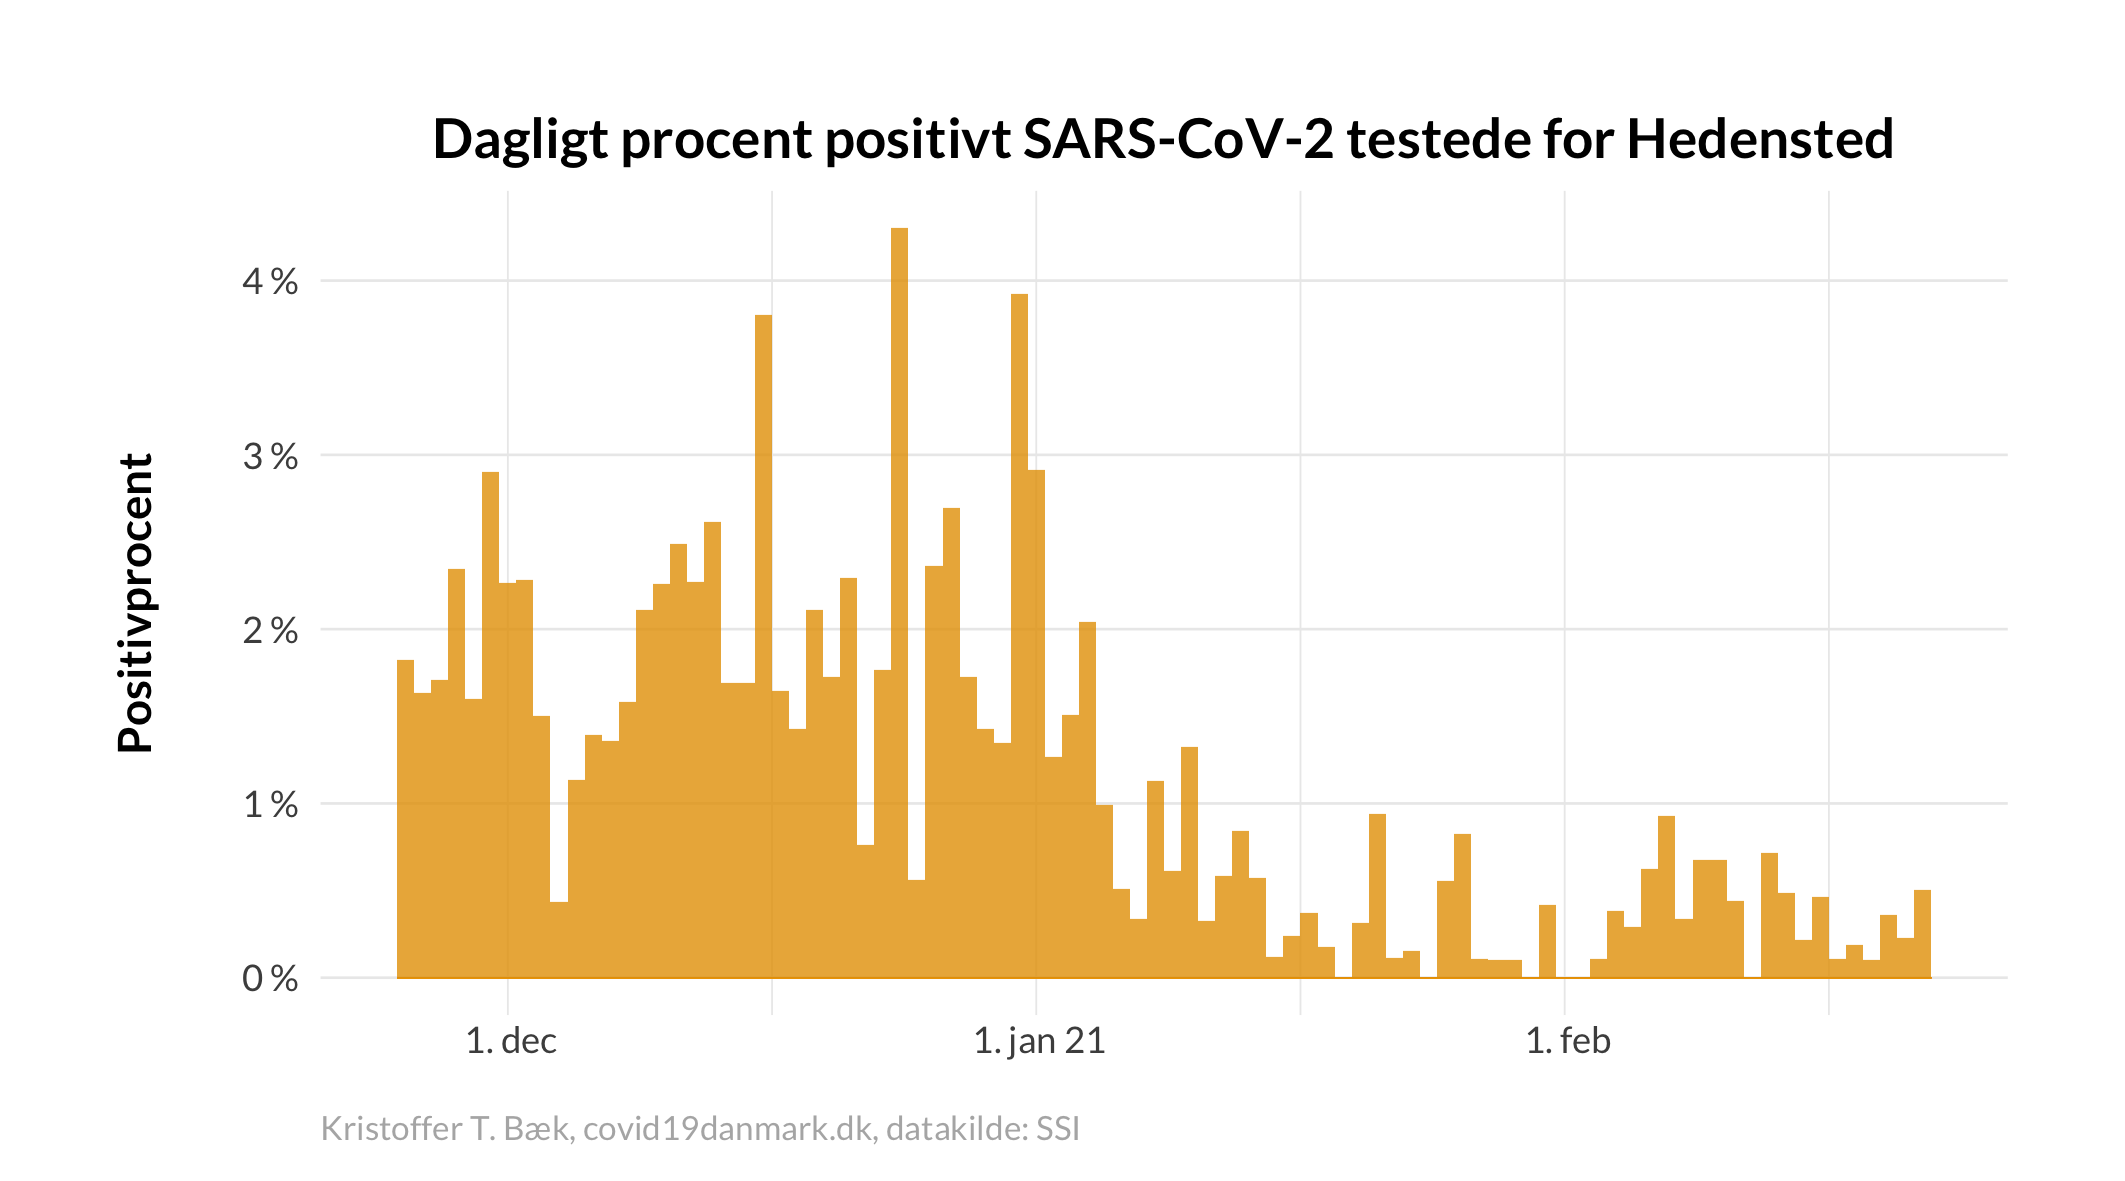 Dagligt procent positivt SARS-CoV-2 testede for Hedensted
Positivprocent
4 %
3 %
2 %
1 %
0 %
1. dec
1. jan 21
1. feb
Kristoffer T. Bæk, covid19danmark.dk, datakilde: SSI